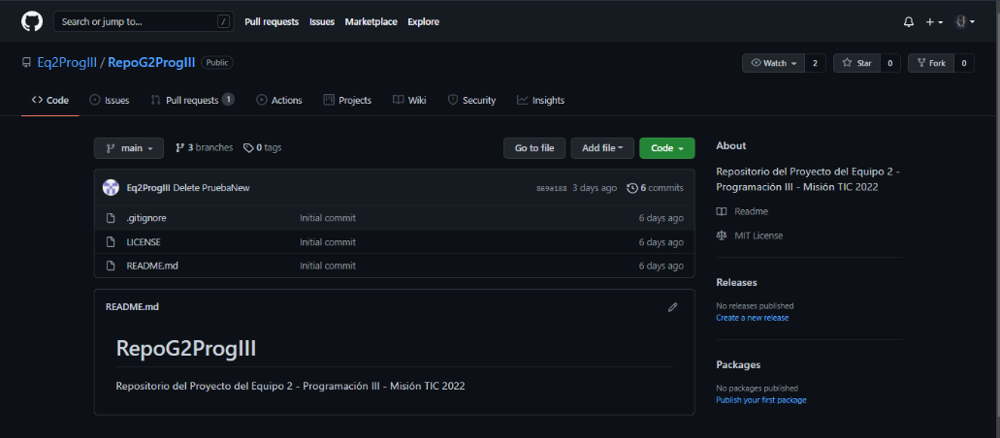 Search or jump to... /
Pull requests Issues Marketplace Explore
Eq2ProgIII / RepoG2ProgIII Public
Watch 2 Star 0 Fork 0
Code Issues Pull requests 1 Actions Projects Wiki Security Insights
main 3 branches 0 tags Go to file Add file Code
Eq2ProgIII Delete PruebaNew 869a188 3 days ago 6 commits
.gitignore Initial commit 6 days ago
LICENSE Initial commit 6 days ago
README.md Initial commit 6 days ago
README.md
RepoG2ProgIII
Repositorio del Proyecto del Equipo 2 - Programación III - Misión TIC 2022
About
Repositorio del Proyecto del Equipo 2 -
Programación III - Misión TIC 2022
Readme
MIT License
Releases
No releases published
Create a new release
Packages
No packages published
Publish your first package